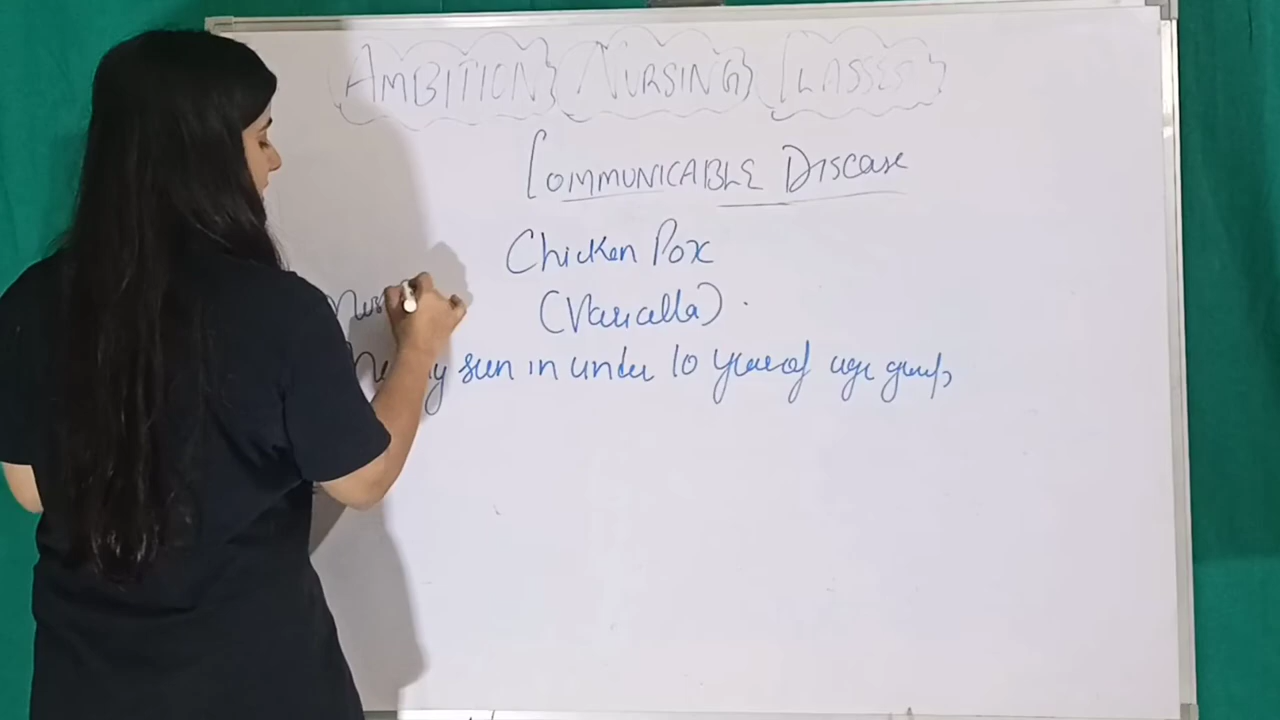 AMBITION NURSING CLASSES
COMMUNICABLE DISEASE
Chicken Pox
(Varicella)
seen in under 10 year of age group